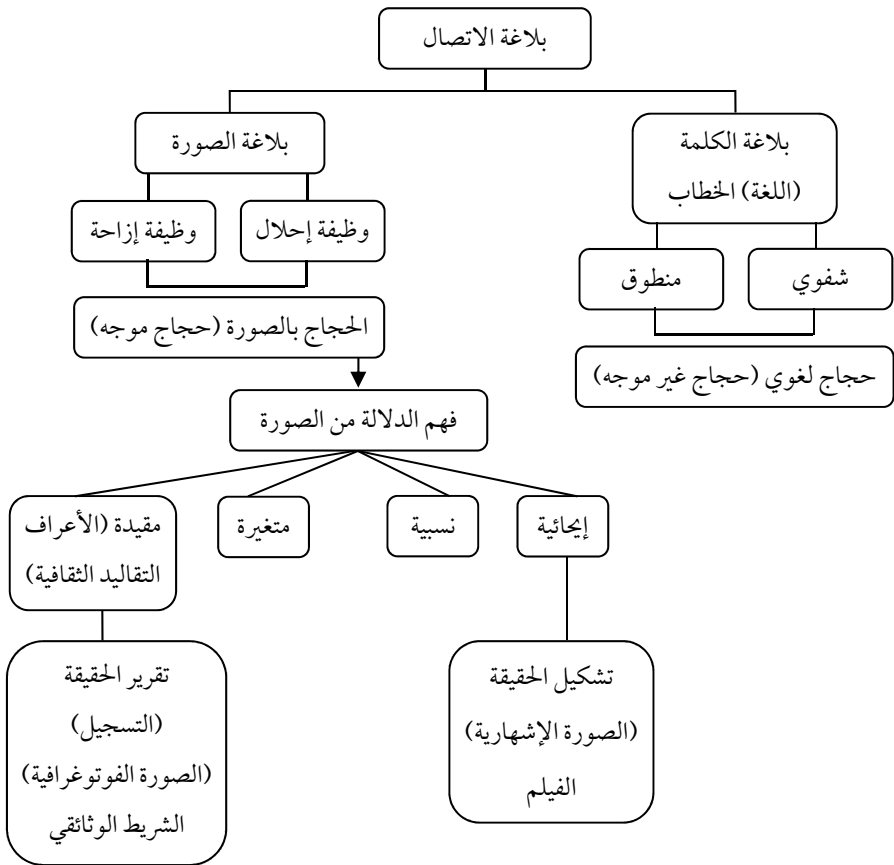 بلاغة الاتصال
بلاغة الكلمة
(اللغة) الخطاب
بلاغة الصورة
شفوي
منطوق
وظيفة إحلال
وظيفة إزاحة
حجاج لغوي (حجاج غير موجه)
الحجاج بالصورة (حجاج موجه)
فهم الدلالة من الصورة
إيحائية
نسبية
متغيرة
مقيدة (الأعراف
التقاليد الثقافية)
تشكيل الحقيقة
(الصورة الإشهارية)
الفيلم
تقرير الحقيقة
(التسجيل)
(الصورة الفوتوغرافية)
الشريط الوثائقي